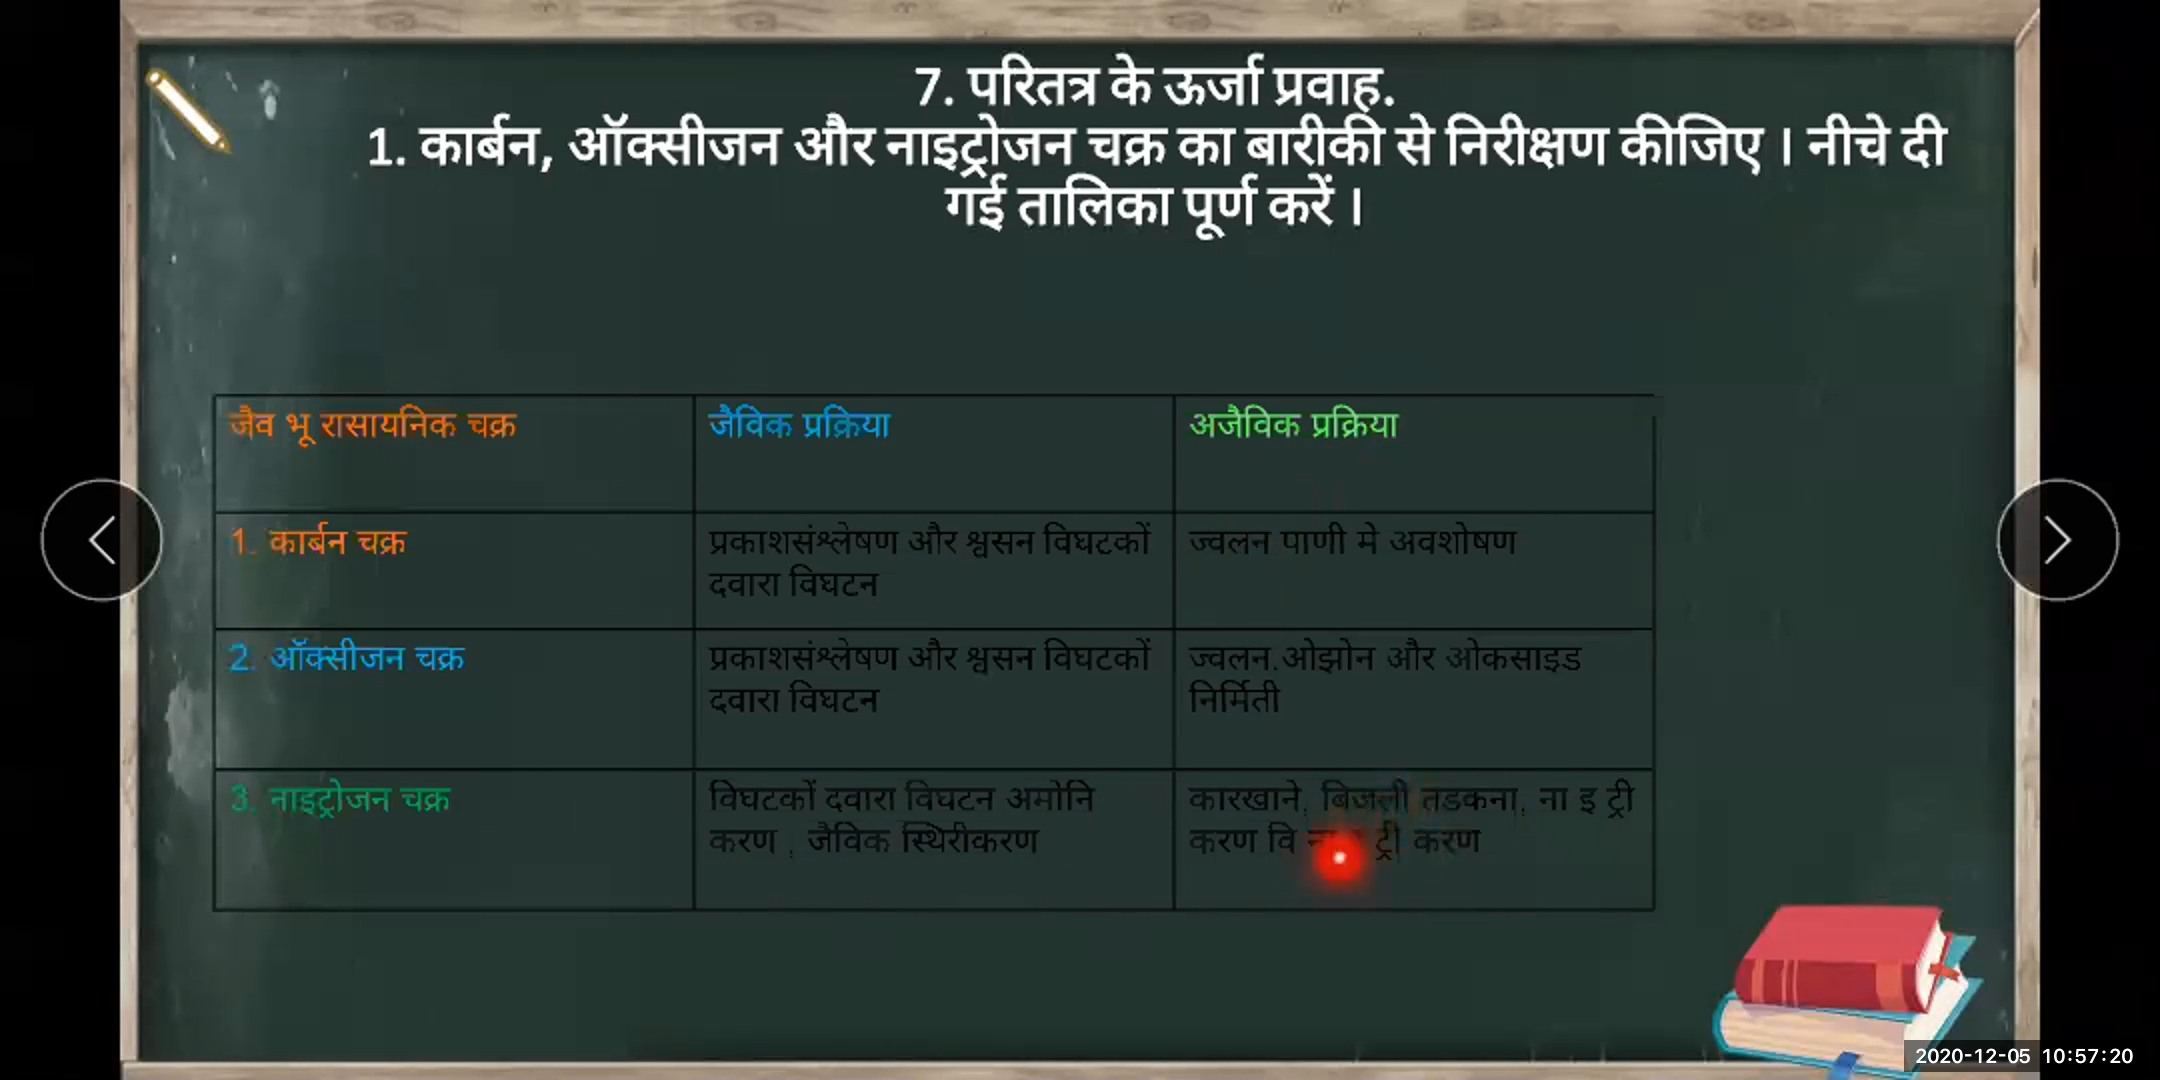 7. परितत्र के ऊर्जा प्रवाह.
1. कार्बन, ऑक्सीजन और नाइट्रोजन चक्र का बारीकी से निरीक्षण कीजिए । नीचे दी
गई तालिका पूर्ण करें ।
जैव भू रासायनिक चक्र
जैविक प्रक्रिया
अजैविक प्रक्रिया
1. कार्बन चक्र
प्रकाशसंश्लेषण और श्वसन विघटकों
दवारा विघटन
ज्वलन पाणी मे अवशोषण
2. ऑक्सीजन चक्र
प्रकाशसंश्लेषण और श्वसन विघटकों
दवारा विघटन
ज्वलन.ओझोन और ओकसाइड
निर्मिती
3. नाइट्रोजन चक्र
विघटकों दवारा विघटन अमोनि
करण , जैविक स्थिरीकरण
कारखाने, बिजली तडकना, ना इ ट्री
करण वि ट्री करण
2020-12-05 10:57:20